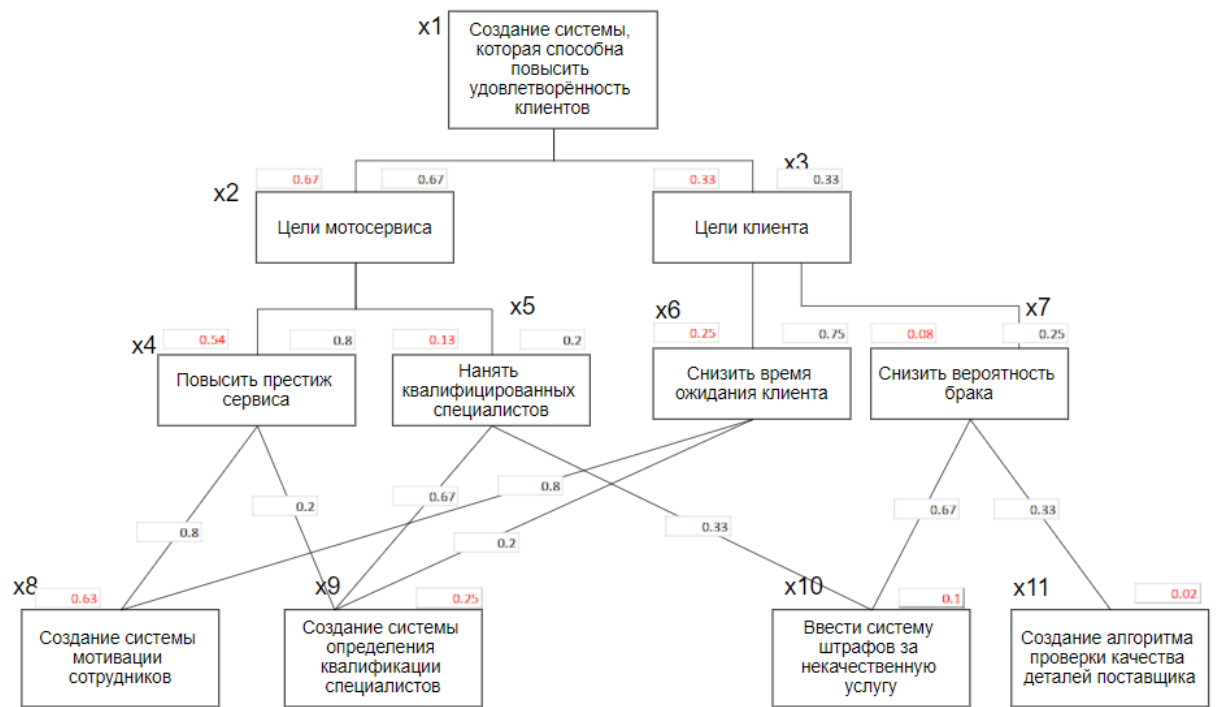 x1
Создание системы,
которая способна
повысить
удовлетворённость
клиентов
x2
0.67
0.67
x3
0.33
0.33
Цели мотосервиса
Цели клиента
x4
0.54
0.8
x5
0.13
0.2
x6
0.25
0.75
x7
0.08
0.25
Повысить престиж
сервиса
Нанять
квалифицированных
специалистов
Снизить время
ожидания клиента
Снизить вероятность
брака
0.8
0.2
0.67
0.8
0.2
0.33
0.67
0.33
x8
0.63
x9
0.25
x10
0.1
x11
0.02
Создание системы
мотивации
сотрудников
Создание системы
определения
квалификации
специалистов
Ввести систему
штрафов за
некачественную
услугу
Создание алгоритма
проверки качества
деталей поставщика